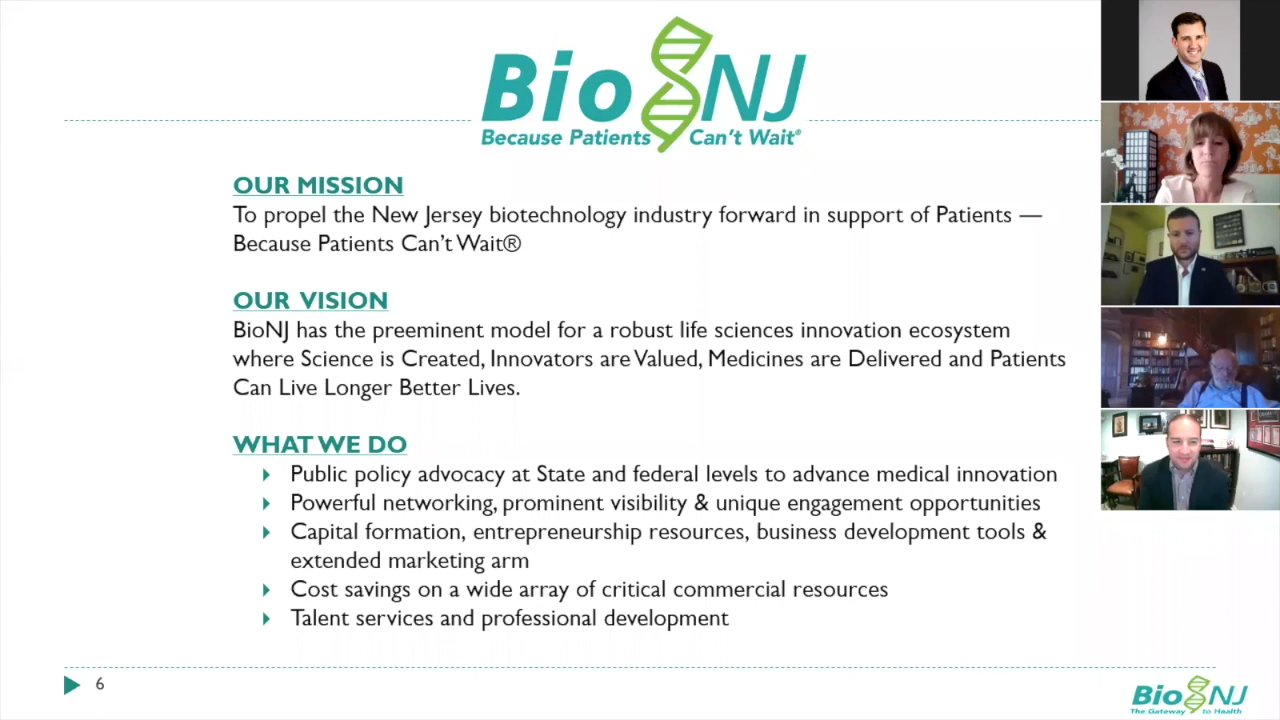 BioNJ
Because Patients Can't Wait®
OUR MISSION
To propel the New Jersey biotechnology industry forward in support of Patients —
Because Patients Can't Wait®
OUR VISION
BioNJ has the preeminent model for a robust life sciences innovation ecosystem
where Science is Created, Innovators are Valued, Medicines are Delivered and Patients
Can Live Longer Better Lives.
WHAT WE DO
Public policy advocacy at State and federal levels to advance medical innovation
Powerful networking, prominent visibility & unique engagement opportunities
Capital formation, entrepreneurship resources, business development tools &
extended marketing arm
Cost savings on a wide array of critical commercial resources
Talent services and professional development
6
BioNJ
The Gateway to Health